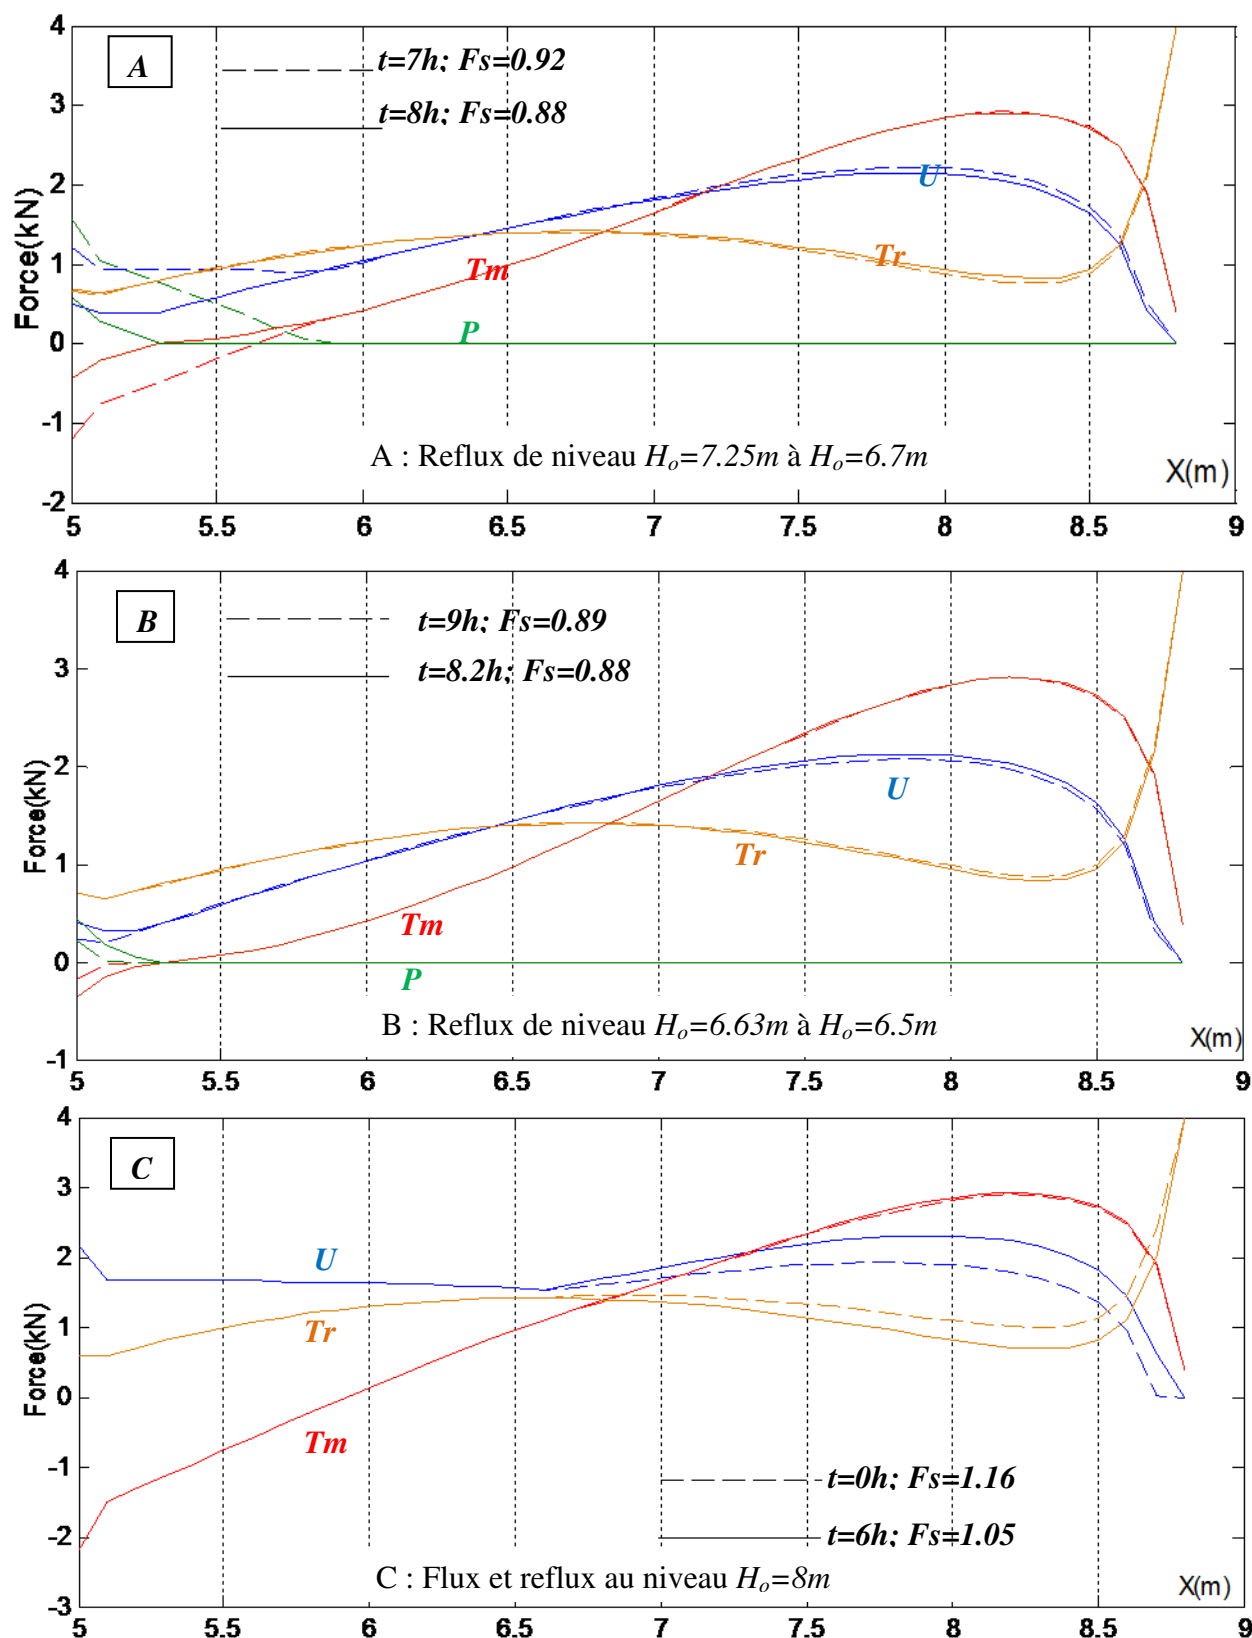 4
A
t=7h; Fs=0.92
3
t=8h; Fs=0.88
2
U
Force(kN)
1
Tm
Tr
0
P
-1
A : Reflux de niveau Ho=7.25m à Ho=6.7m
X(m)
-2
5 5.5 6 6.5 7 7.5 8 8.5 9
4
B
t=9h; Fs=0.89
t=8.2h; Fs=0.88
3
2
U
Force(kN)
1
Tr
Tm
0
P
B : Reflux de niveau Ho=6.63m à Ho=6.5m
X(m)
-1
5 5.5 6 6.5 7 7.5 8 8.5 9
4
C
3
2
U
1
Tr
Force(kN)
0
Tm
-1
t=0h; Fs=1.16
-2
t=6h; Fs=1.05
C : Flux et reflux au niveau Ho=8m
X(m)
-3
5 5.5 6 6.5 7 7.5 8 8.5 9